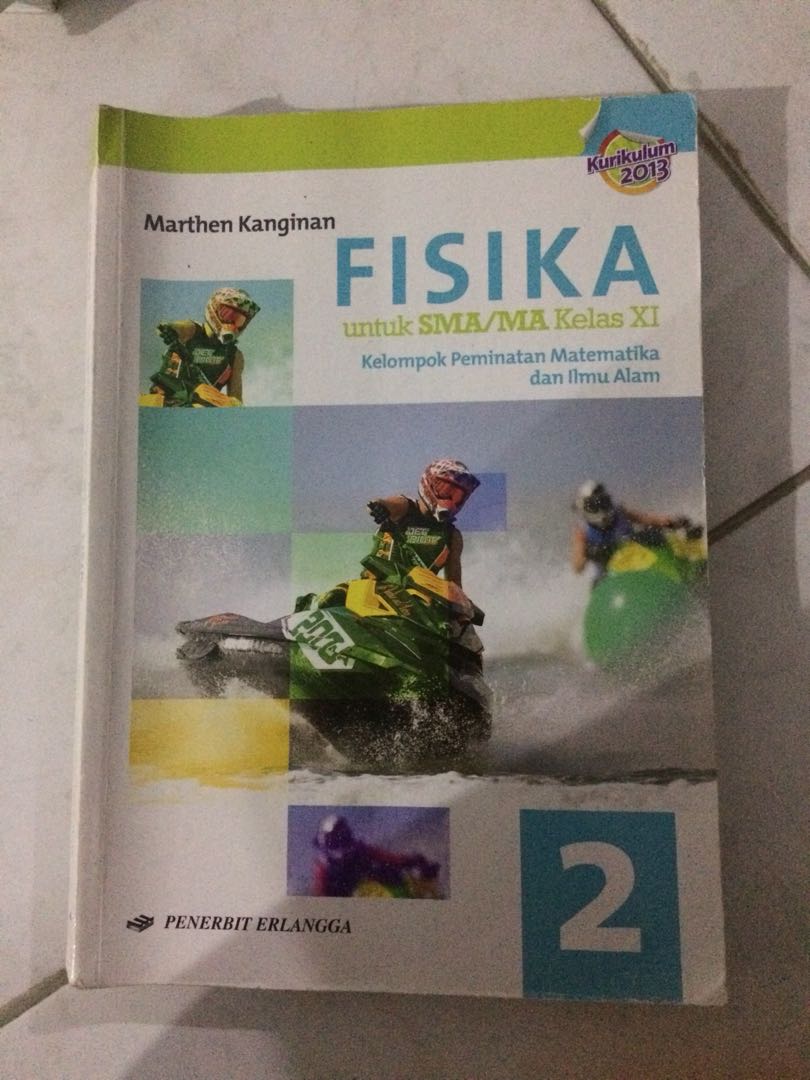 Kurikulum
2013
Marthen Kanginan
FISIKA
untuk SMA/MA Kelas XI
Kelompok Peminatan Matematika
dan Ilmu Alam
2
PENERBIT ERLANGGA